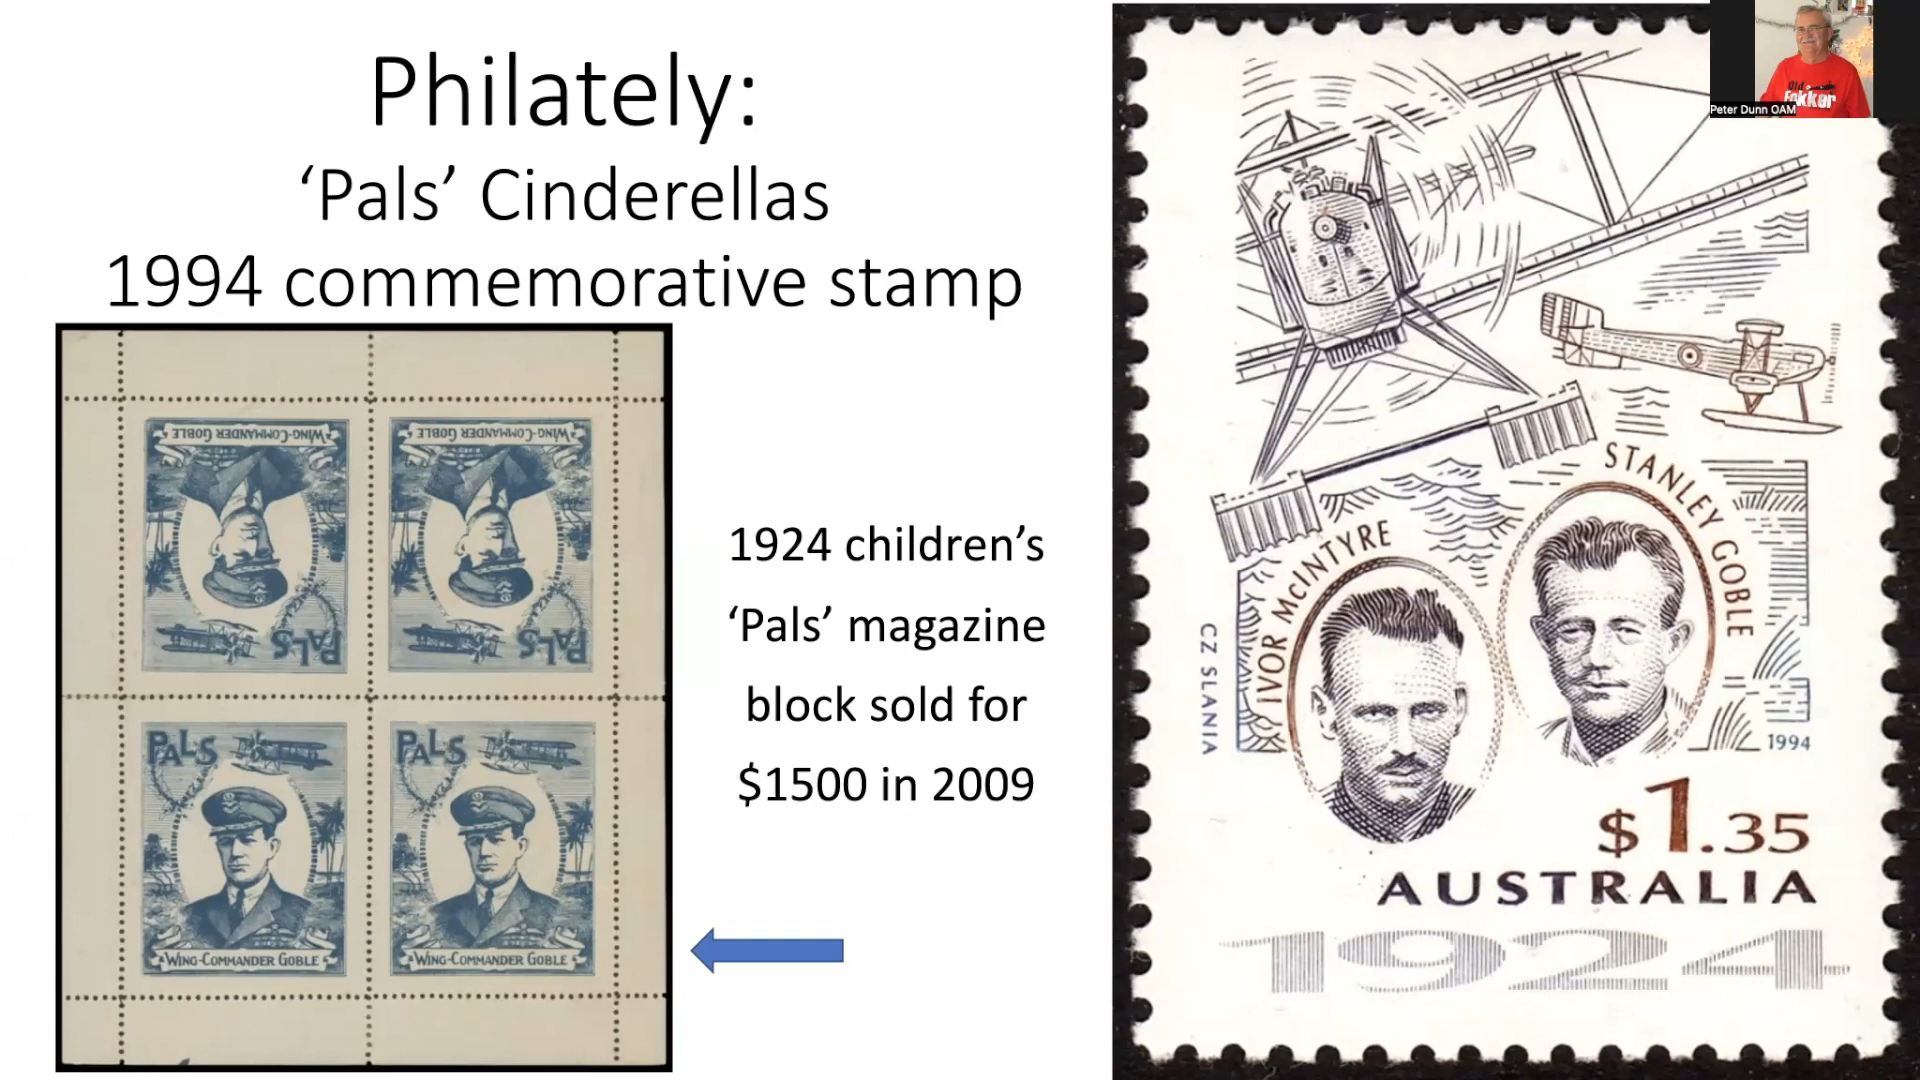 Philately:
‘Pals’ Cinderellas
1994 commemorative stamp
WING-COMMANDER GOBLE
WING-COMMANDER GOBLE
PALS
PALS
PALS
PALS
WING-COMMANDER GOBLE
WING-COMMANDER GOBLE
1924 children’s
‘Pals’ magazine
block sold for
$1500 in 2009
Old
Fokker
Peter Dunn OAM
STANLEY GOBLE
IVOR McINTYRE
CZ SLANIA
1994
$1.35
AUSTRALIA
1924